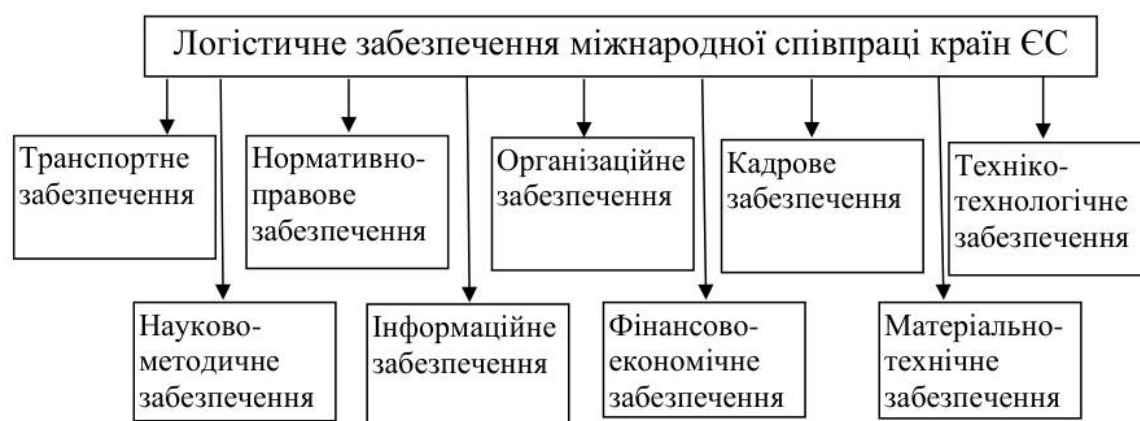 Логістичне забезпечення міжнародної співпраці країн ЄС
Транспортне
забезпечення
Нормативно-
правове
забезпечення
Організаційне
забезпечення
Кадрове
забезпечення
Техніко-
технологічне
забезпечення
Науково-
методичне
забезпечення
Інформаційне
забезпечення
Фінансово-
економічне
забезпечення
Матеріально-
технічне
забезпечення